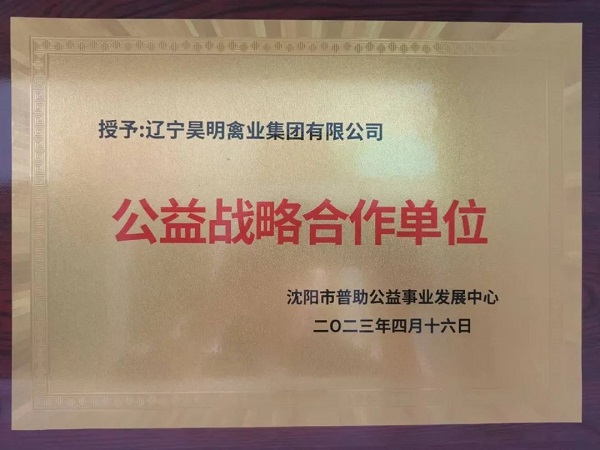 授予:辽宁昊明禽业集团有限公司
公益战略合作单位
沈阳市普助公益事业发展中心
二〇二三年四月十六日